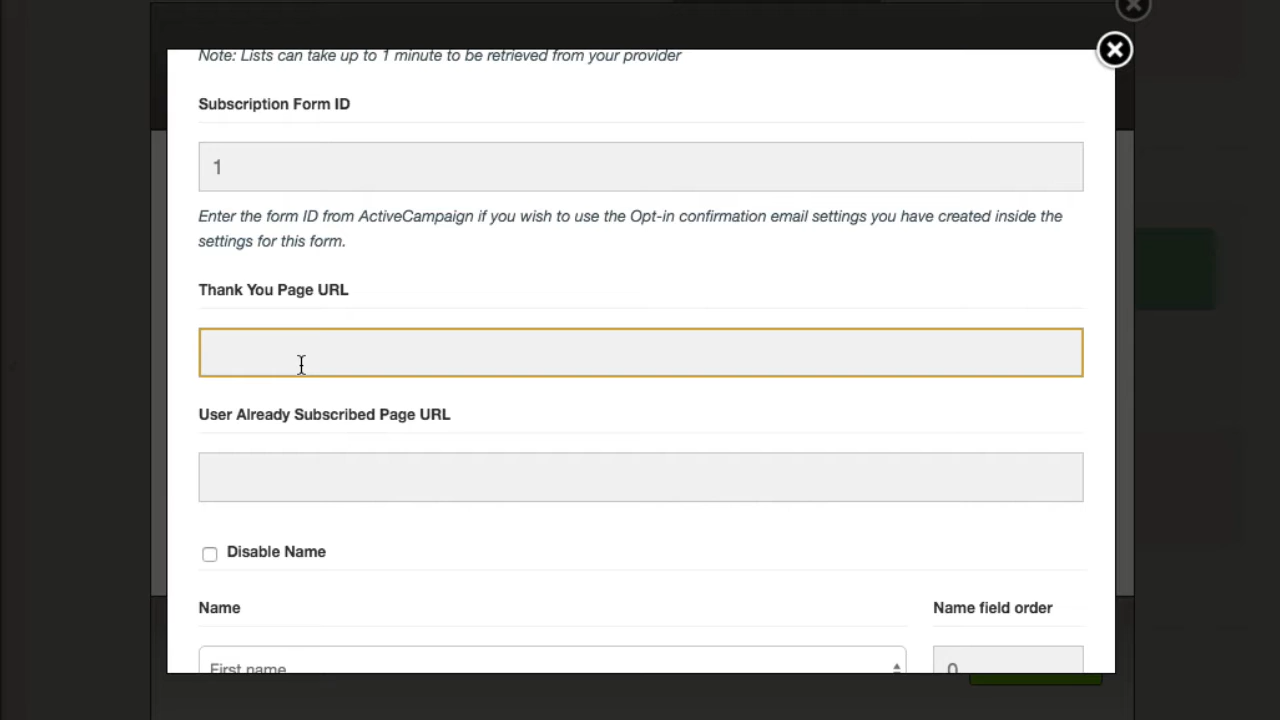 Note: Lists can take up to 1 minute to be retrieved from your provider
Subscription Form ID
1
Enter the form ID from ActiveCampaign if you wish to use the Opt-in confirmation email settings you have created inside the
settings for this form.
Thank You Page URL
User Already Subscribed Page URL
Disable Name
Name
Name field order
First name
0